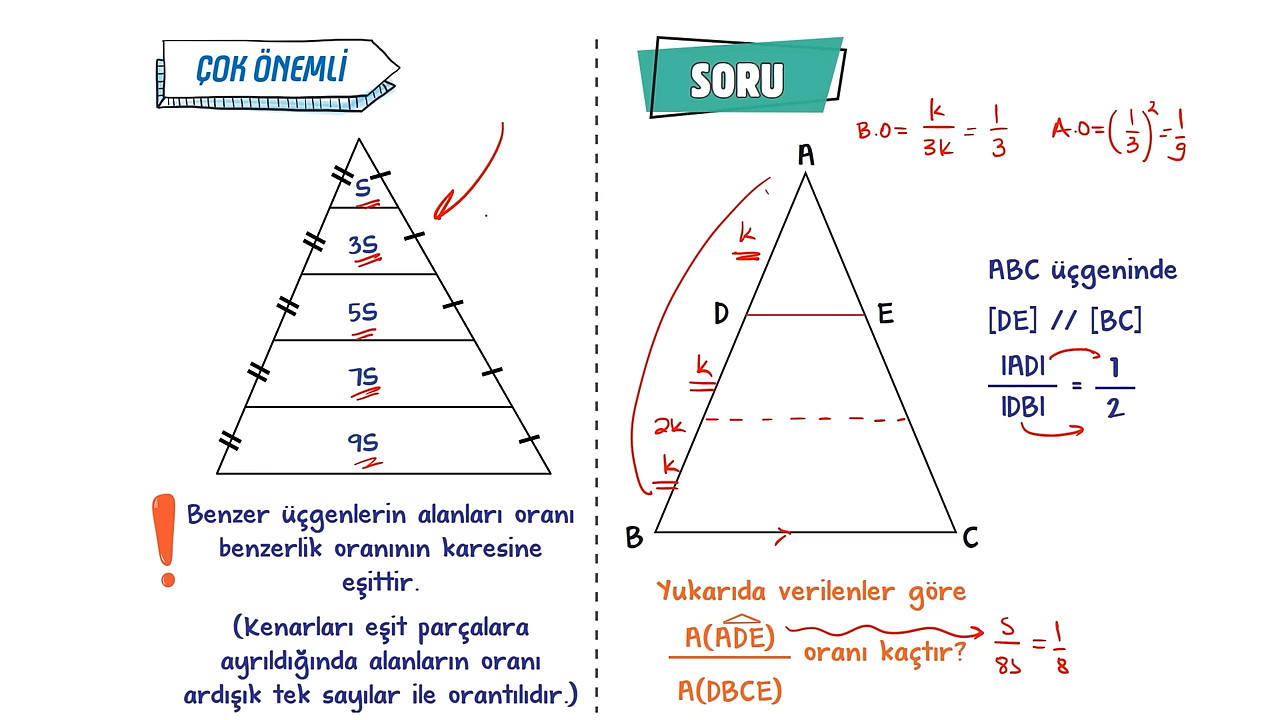 ÇOK ÖNEMLİ
S
3S
5S
7S
9S
Benzer üçgenlerin alanları oranı
benzerlik oranının karesine
eşittir.
(Kenarları eşit parçalara
ayrıldığında alanların oranı
ardışık tek sayılar ile orantılıdır.)
SORU
B.O = k/3k = 1/3
A.O = (1/3)² = 1/9
A
k
D E
k
2k
k
B C
ABC üçgeninde
[DE] // [BC]
|AD|/|DB| = 1/2
Yukarıda verilenler göre
A(ADE)/A(DBCE) oranı kaçtır?
S/8S = 1/8